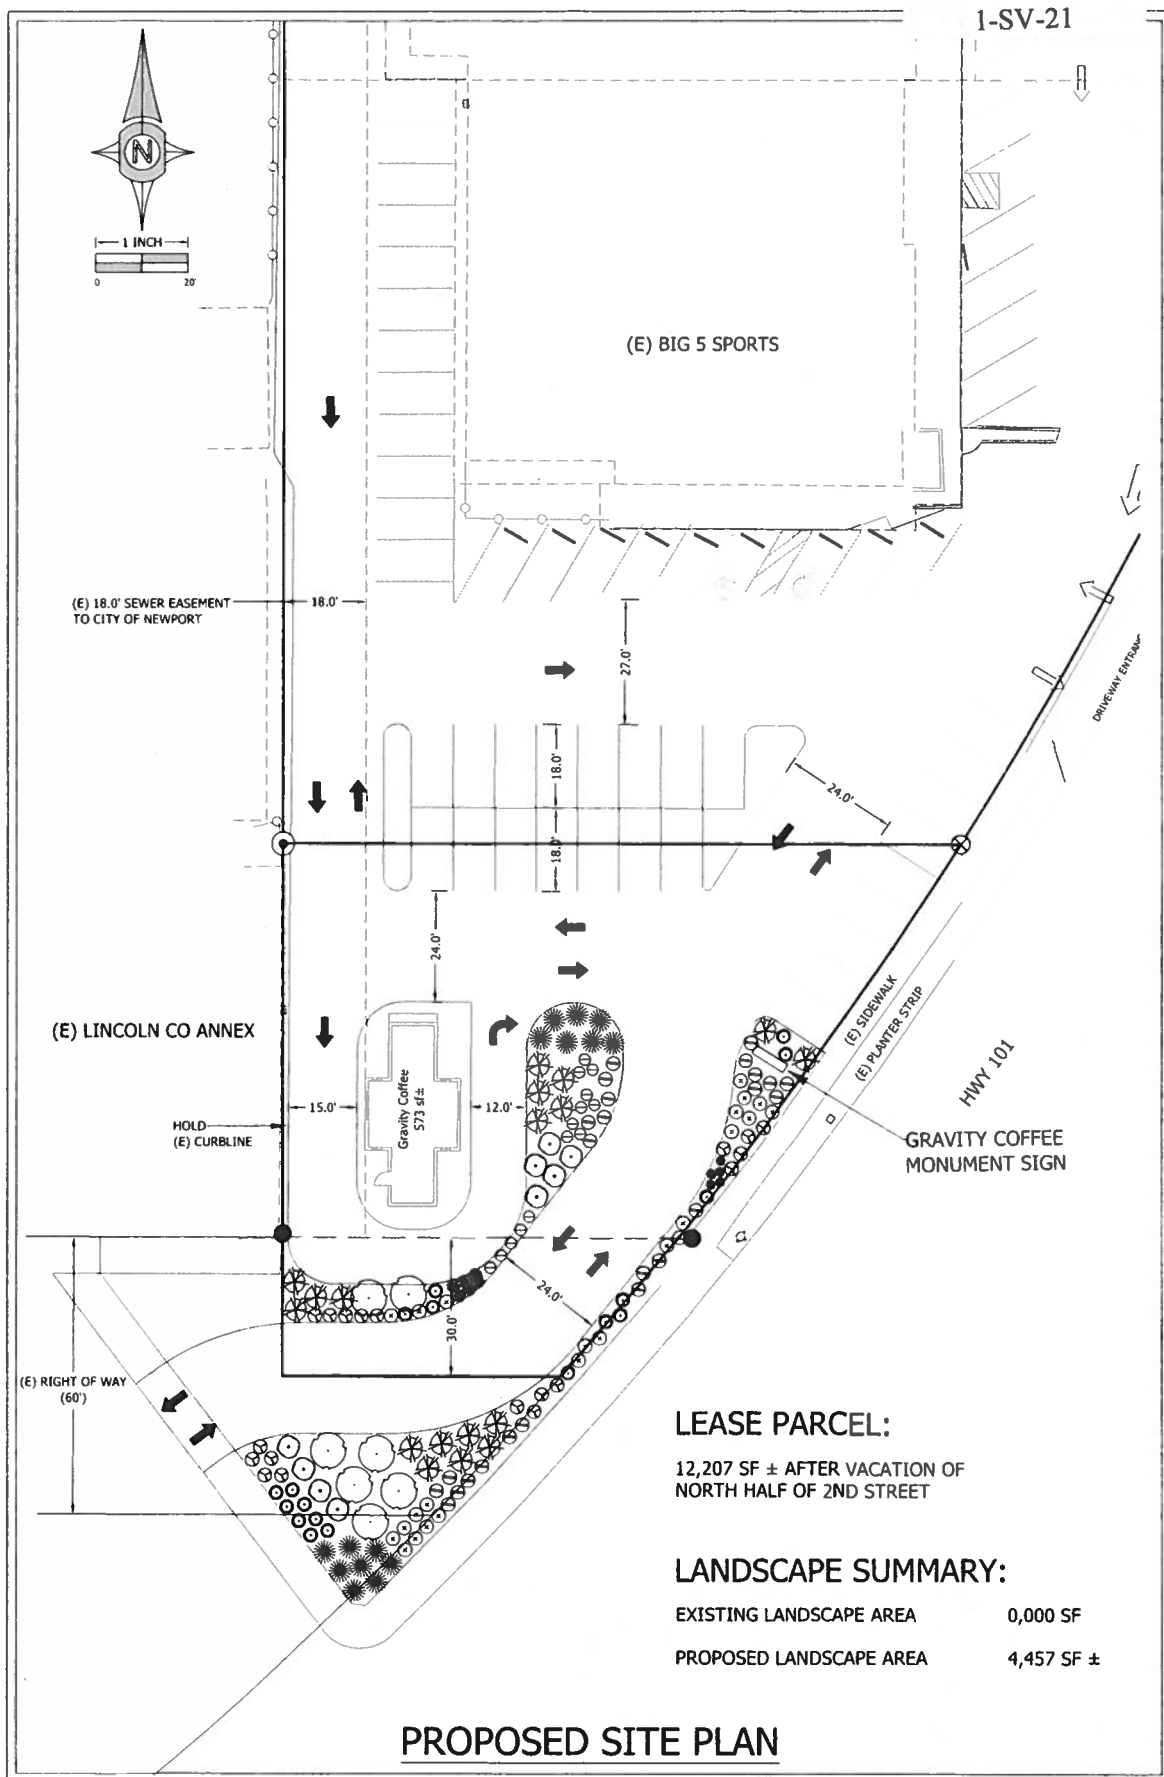 1-SV-21
N
1 INCH
0 20'
(E) BIG 5 SPORTS
(E) 18.0' SEWER EASEMENT
TO CITY OF NEWPORT
18.0'
27.0'
DRIVEWAY
18.0'
24.0'
18.0'
24.0'
(E) LINCOLN CO ANNEX
(E) SIDEWALK
(E) PLANTER STRIP
HWY 101
Gravity Coffee
573 sf±
15.0'
12.0'
HOLD
(E) CURBLINE
GRAVITY COFFEE
MONUMENT SIGN
24.0'
30.0'
(E) RIGHT OF WAY
(60')
LEASE PARCEL:
12,207 SF ± AFTER VACATION OF
NORTH HALF OF 2ND STREET
LANDSCAPE SUMMARY:
EXISTING LANDSCAPE AREA 0,000 SF
PROPOSED LANDSCAPE AREA 4,457 SF ±
PROPOSED SITE PLAN